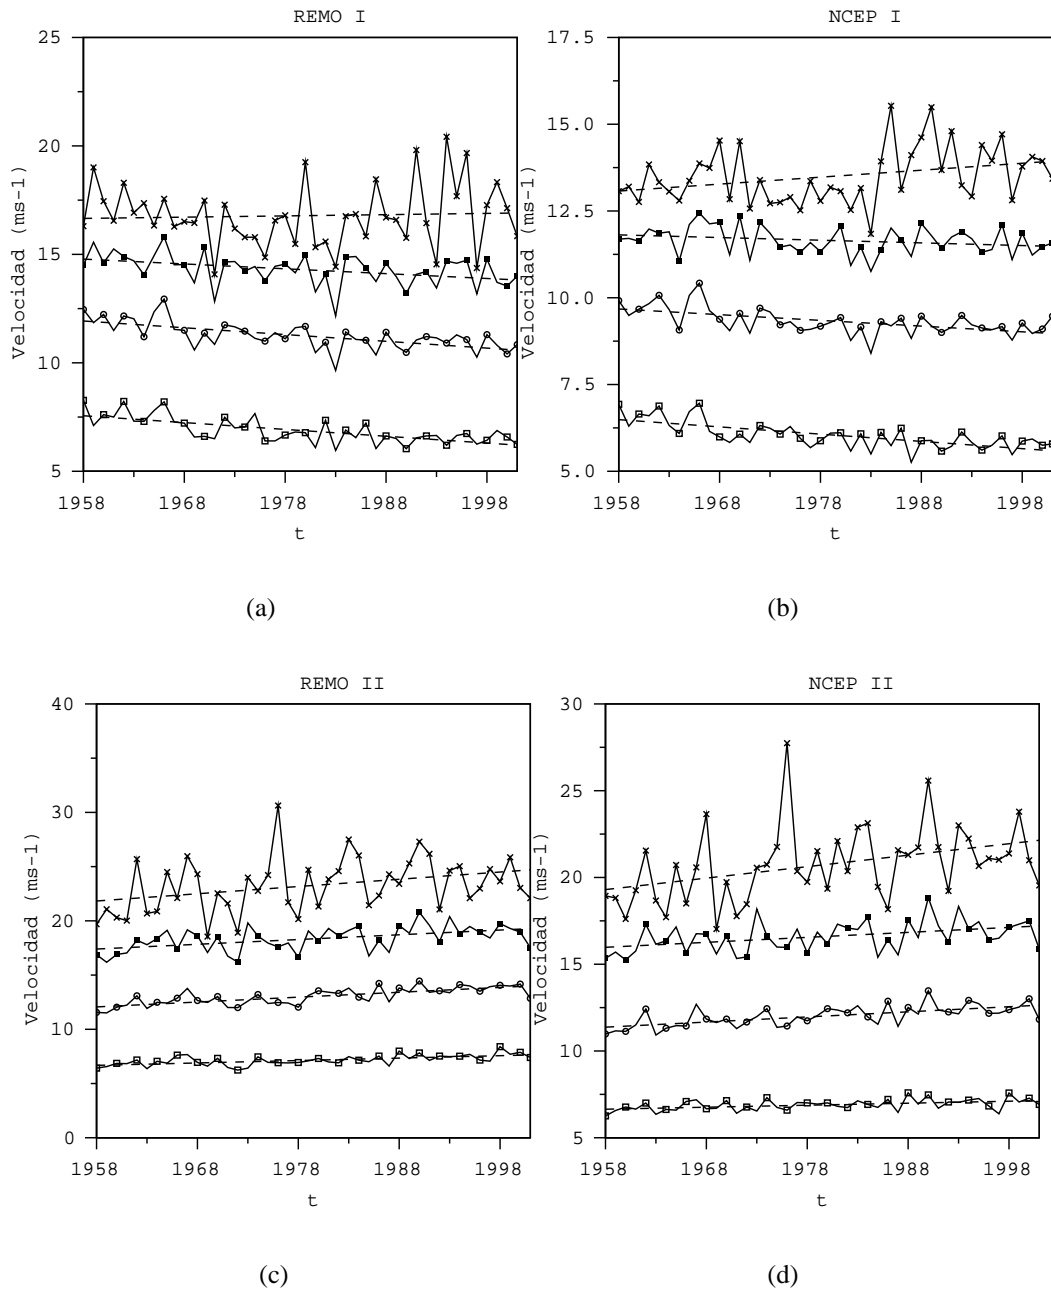 REMO I
NCEP I
25
20
15
10
5
Velocidad (ms-1)
1958
1968
1978
1988
1998
t
17.5
15.0
12.5
10.0
7.5
5.0
Velocidad (ms-1)
1958
1968
1978
1988
1998
t
(a)
(b)
REMO II
NCEP II
40
30
20
10
0
Velocidad (ms-1)
1958
1968
1978
1988
1998
t
30
25
20
15
10
5
Velocidad (ms-1)
1958
1968
1978
1988
1998
t
(c)
(d)